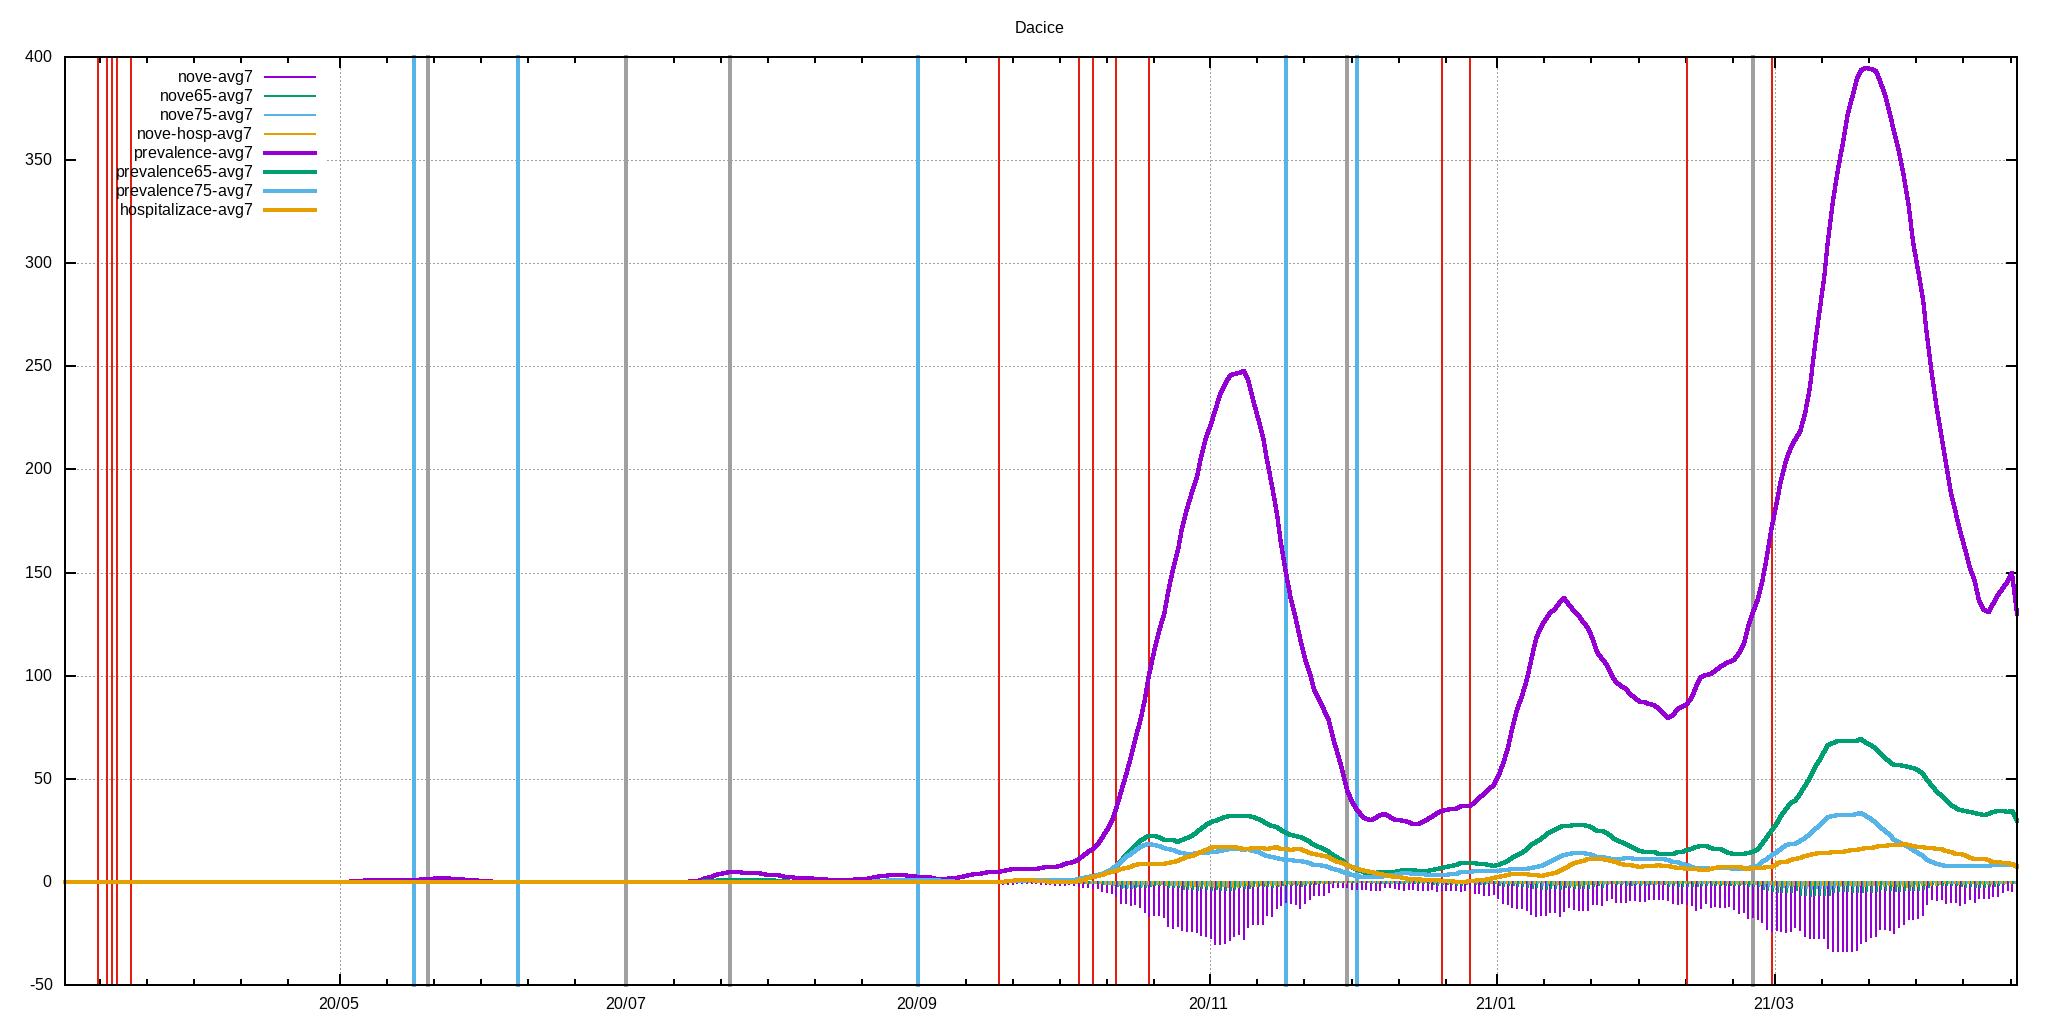 Dacice
400
350
300
250
200
150
100
50
0
-50
nove-avg7
nove65-avg7
nove75-avg7
nove-hosp-avg7
prevalence-avg7
prevalence65-avg7
prevalence75-avg7
hospitalizace-avg7
20/05
20/07
20/09
20/11
21/01
21/03